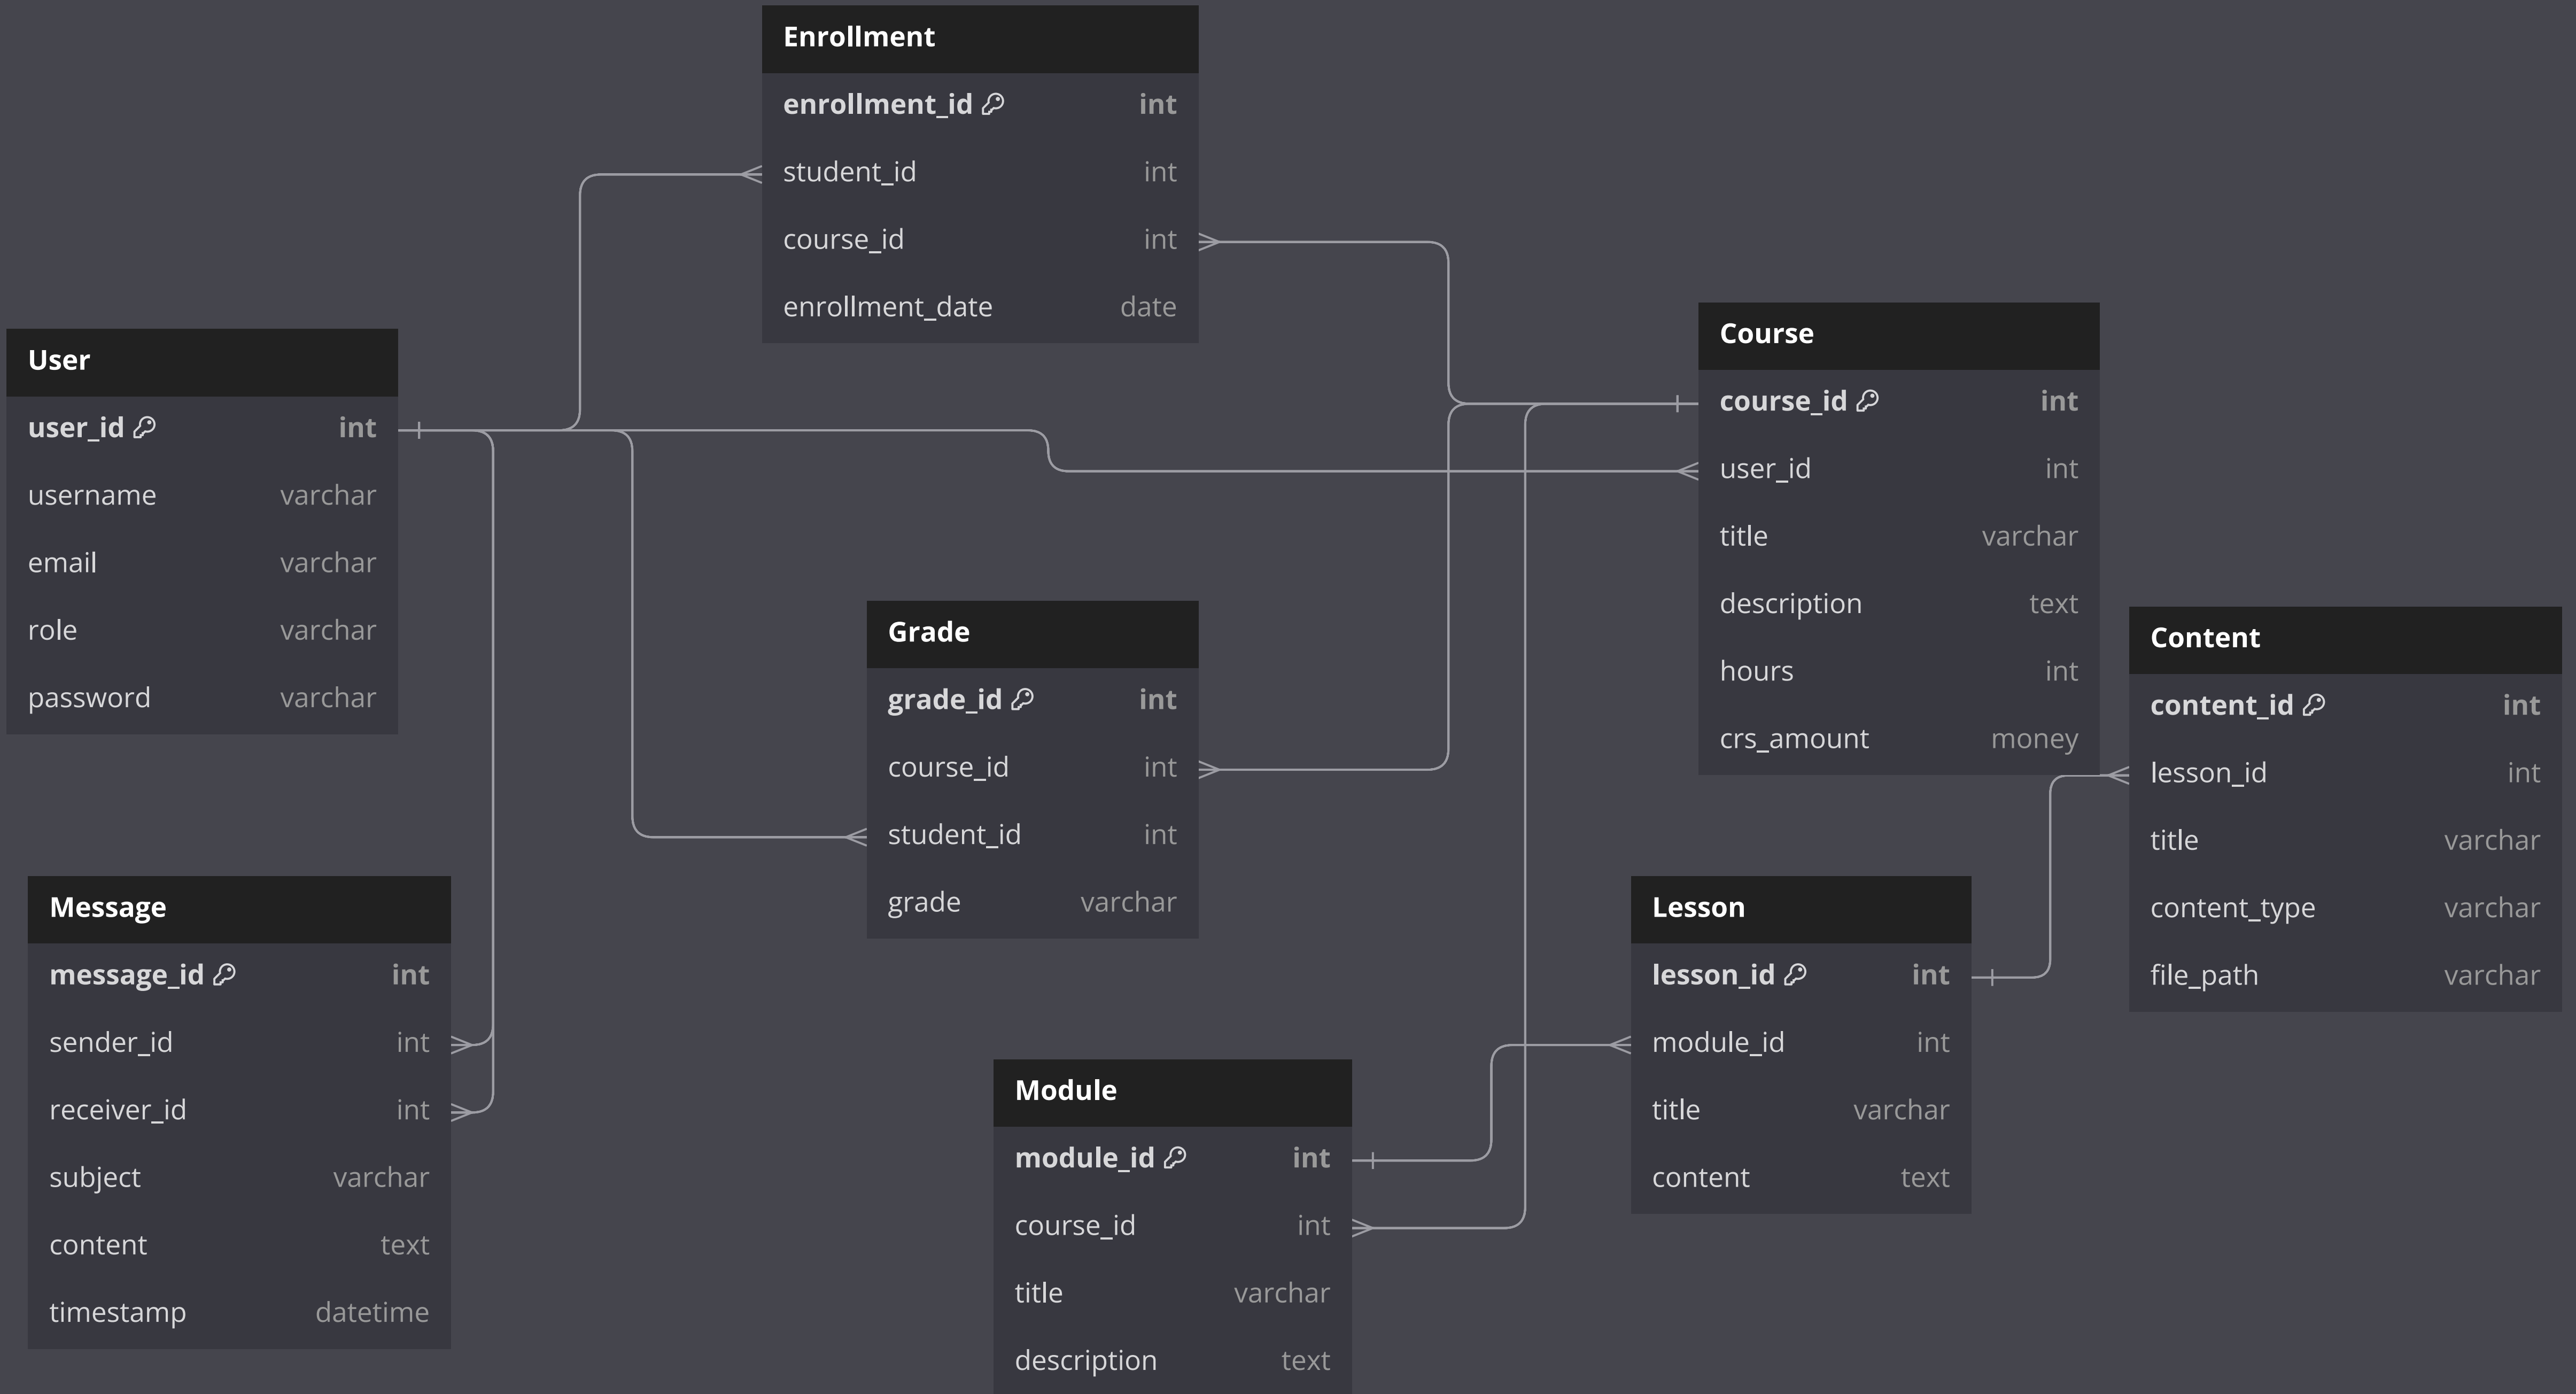 Enrollment
enrollment_id int
student_id int
course_id int
enrollment_date date
User
user_id int
username varchar
email varchar
role varchar
password varchar
Course
course_id int
user_id int
title varchar
description text
hours int
crs_amount money
Grade
grade_id int
course_id int
student_id int
grade varchar
Content
content_id int
lesson_id int
title varchar
content_type varchar
file_path varchar
Message
message_id int
sender_id int
receiver_id int
subject varchar
content text
timestamp datetime
Lesson
lesson_id int
module_id int
title varchar
content text
Module
module_id int
course_id int
title varchar
description text